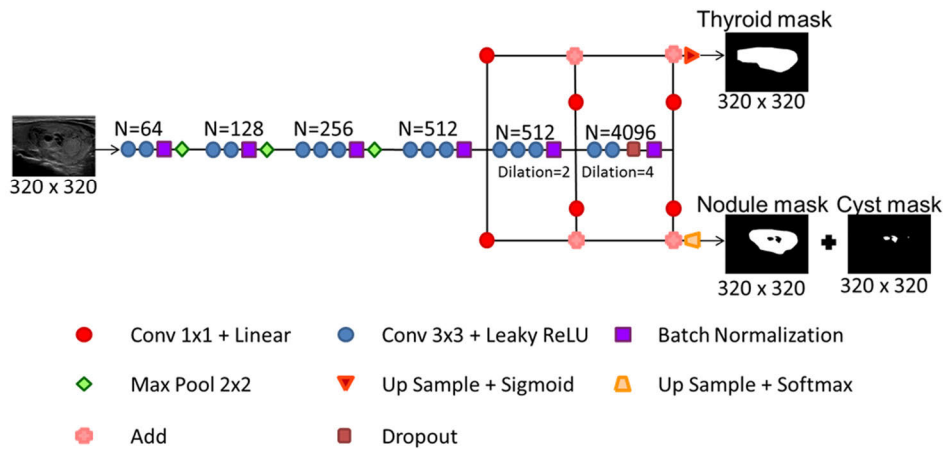 Thyroid mask
320 x 320
N=64
N=128
N=256
N=512
N=512
N=4096
Dilation=2
Dilation=4
320 x 320
Nodule mask
Cyst mask
320 x 320
320 x 320
Conv 1x1 + Linear
Conv 3x3 + Leaky ReLU
Batch Normalization
Max Pool 2x2
Up Sample + Sigmoid
Up Sample + Softmax
Add
Dropout